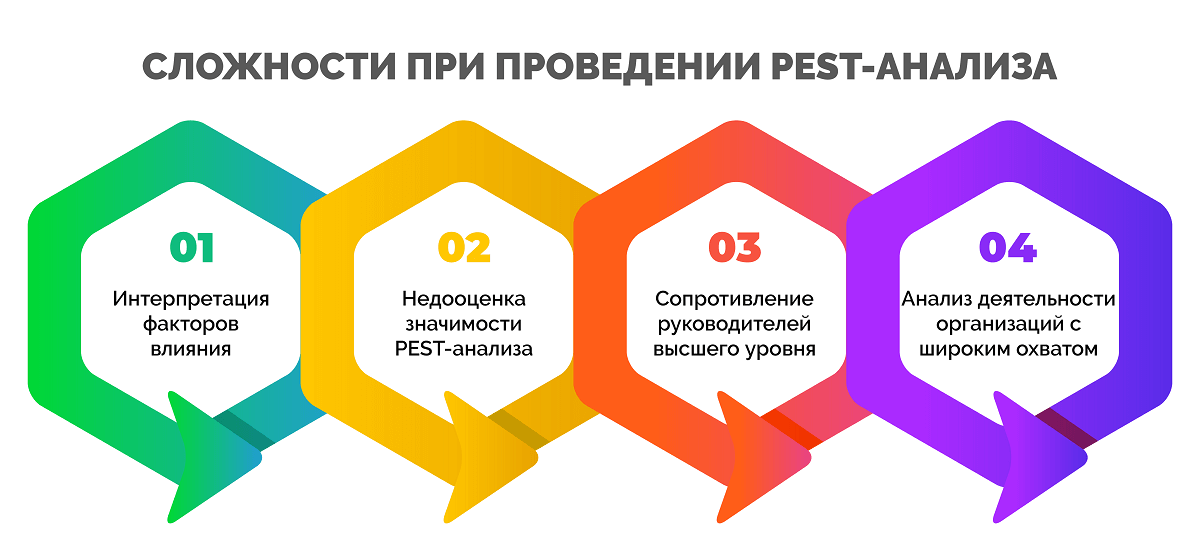 СЛОЖНОСТИ ПРИ ПРОВЕДЕНИИ PEST-АНАЛИЗА
01
Интерпретация
факторов
влияния
02
Недооценка
значимости
PEST-анализа
03
Сопротивление
руководителей
высшего уровня
04
Анализ деятельности
организаций с
широким охватом